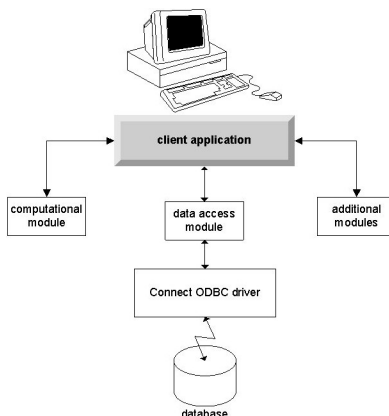 client application
computational
module
data access
module
additional
modules
Connect ODBC driver
database